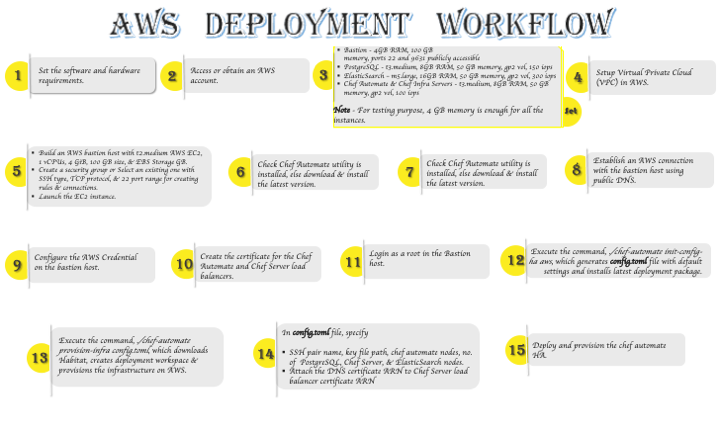 AWS DEPLOYMENT WORKFLOW
1
Set the software and hardware
requirements.
2
Access or obtain an AWS
account.
3
• Bastion - 4GB RAM, 100 GB
memory, ports 22 and 9631 publicly accessible
• PostgreSQL - t3.medium, 8GB RAM, 50 GB memory, gp2 vol, 150 iops
• ElasticSearch - m5.large, 16GB RAM, 50 GB memory, gp2 vol, 300 iops
• Chef Automate & Chef Infra Servers - t3.medium, 8GB RAM, 50 GB
memory, gp2 vol, 100 iops
Note - For testing purpose, 4 GB memory is enough for all the
instances.
Set
4
Setup Virtual Private Cloud
(VPC) in AWS.
5
• Build an AWS bastion host with t2.medium AWS EC2,
2 vCPUs, 4 GiB, 100 GB size, & EBS Storage GB.
• Create a security group or Select an existing one with
SSH type, TCP protocol, & 22 port range for creating
rules & connections.
• Launch the EC2 instance.
6
Check Chef Automate utility is
installed, else download & install
the latest version.
7
Check Chef Automate utility is
installed, else download & install
the latest version.
8
Establish an AWS connection
with the bastion host using
public DNS.
9
Configure the AWS Credential
on the bastion host.
10
Create the certificate for the Chef
Automate and Chef Server load
balancers.
11
Login as a root in the Bastion
host.
12
Execute the command, ./chef-automate init-config-
ha aws, which generates config.toml file with default
settings and installs latest deployment package.
13
Execute the command, ./chef-automate
provision-infra config.toml, which downloads
Habitat, creates deployment workspace &
provisions the infrastructure on AWS.
14
In config.toml file, specify
• SSH pair name, key file path, chef automate nodes, no.
of PostgreSQL, Chef Server, & ElasticSearch nodes.
• Attach the DNS certificate ARN to Chef Server load
balancer certificate ARN
15
Deploy and provision the chef automate
HA.